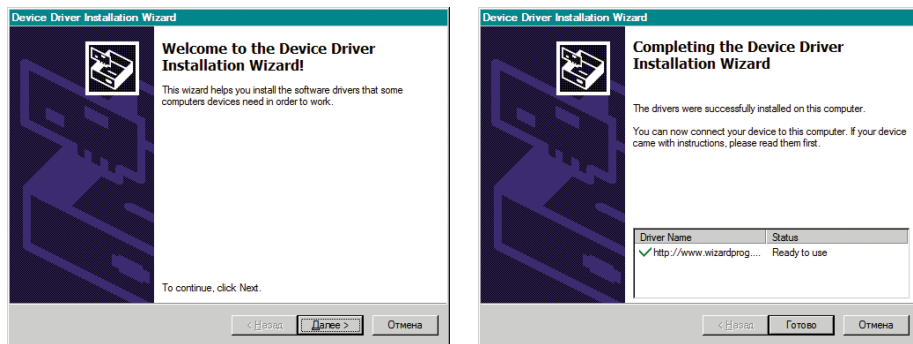 Device Driver Installation Wizard
Welcome to the Device Driver
Installation Wizard!
This wizard helps you install the software drivers that some
computers devices need in order to work.
To continue, click Next.
< Назад
Далее >
Отмена
Device Driver Installation Wizard
Completing the Device Driver
Installation Wizard
The drivers were successfully installed on this computer.
You can now connect your device to this computer. If your device
came with instructions, please read them first.
Driver Name Status
http://www.wizardprog.... Ready to use
< Назад
Готово
Отмена